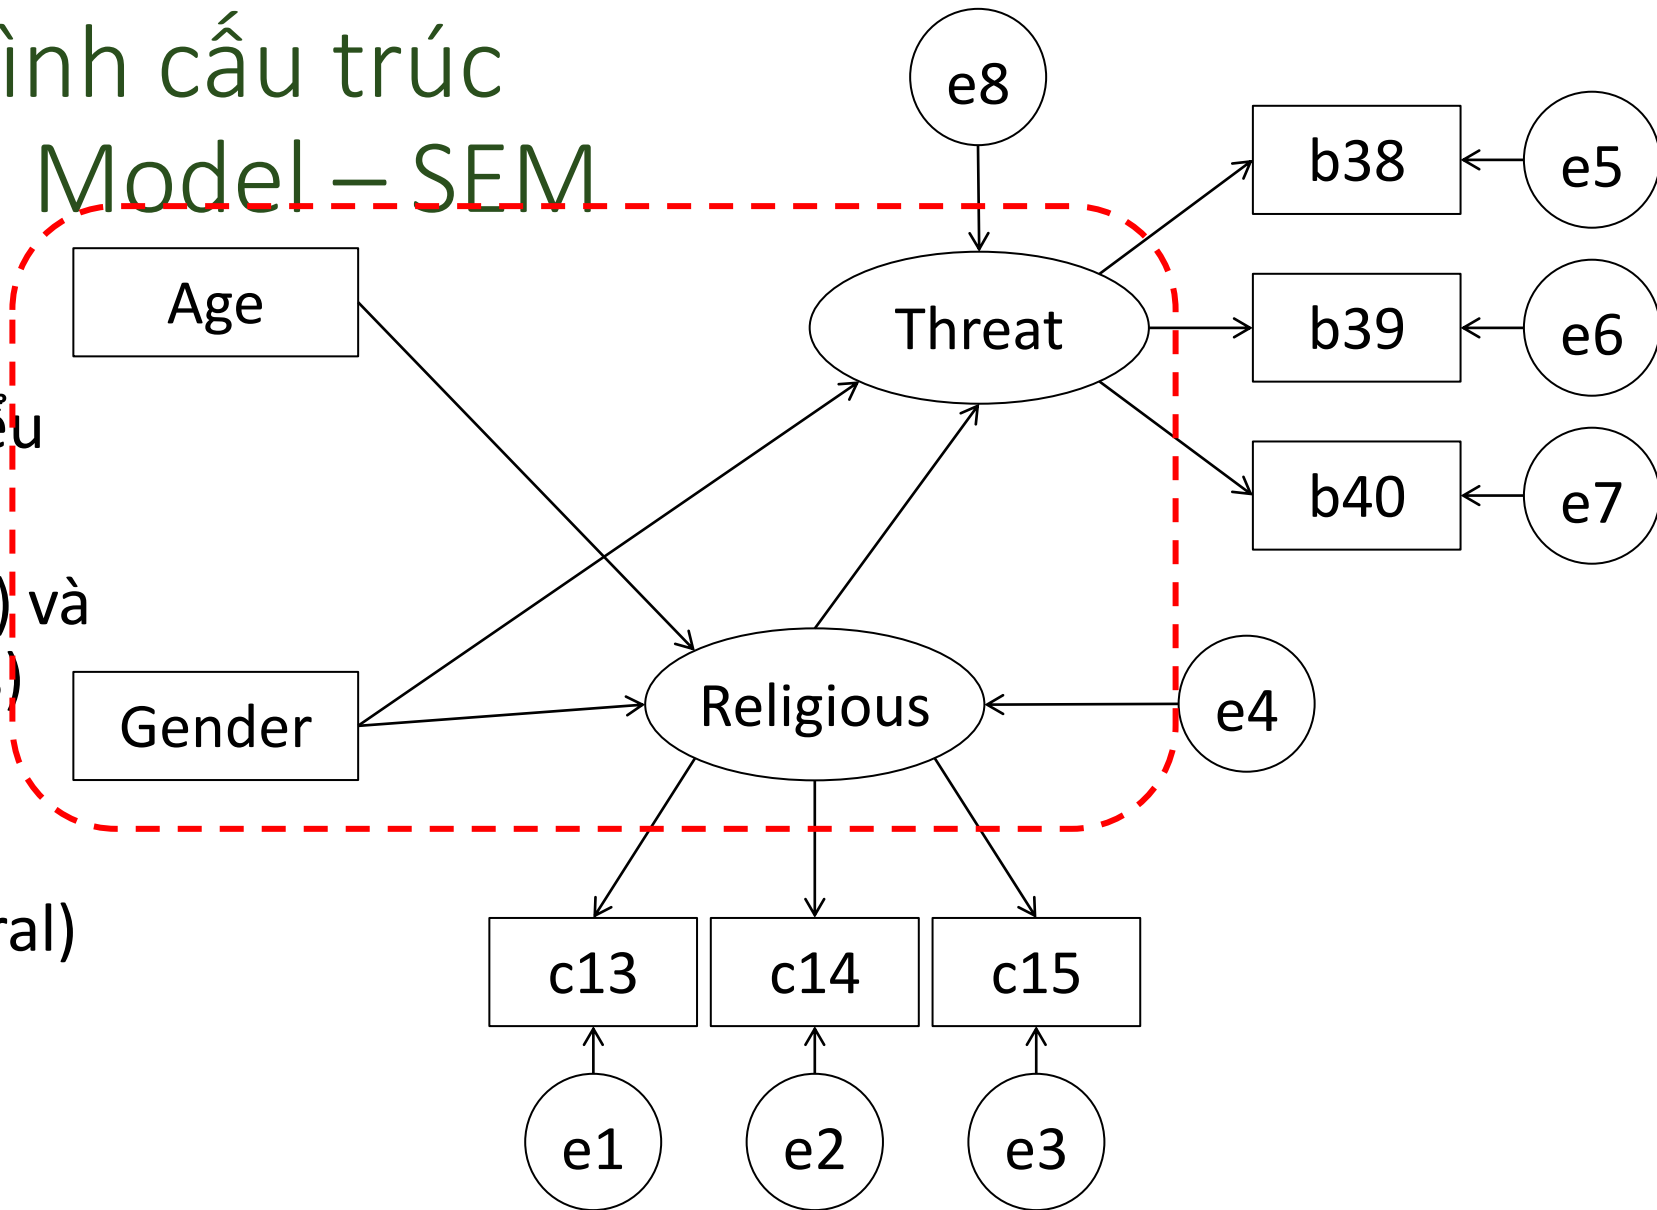 ình cấu trúc
Model – SEM
e8
b38
e5
Age
Threat
b39
e6
b40
e7
) và
)
Gender
Religious
e4
ral)
c13
c14
c15
e1
e2
e3